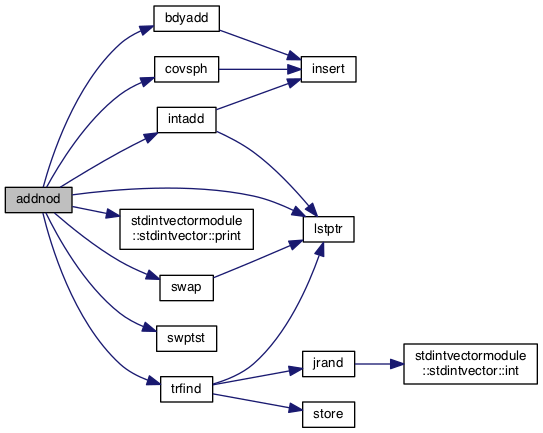 bdyadd
covsph
insert
intadd
addnod
stdintvectormodule
::stdintvector::print
lstptr
swap
swptst
jrand
stdintvectormodule
::stdintvector::int
trfind
store